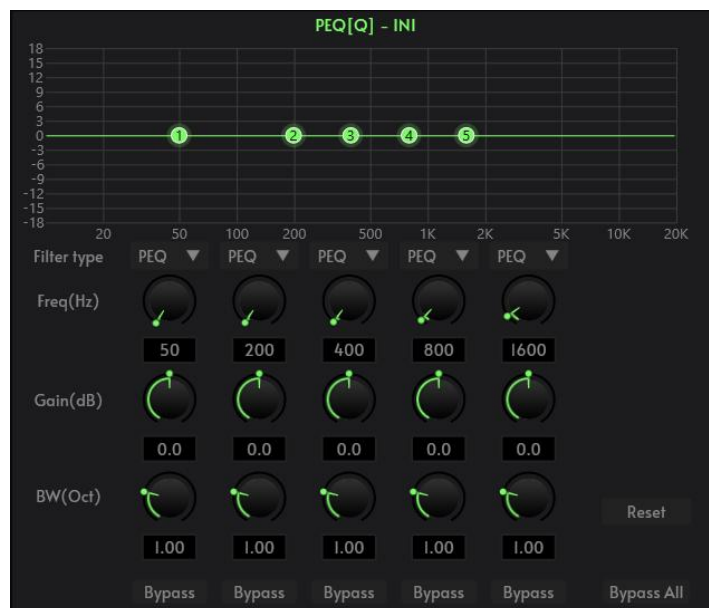 PEQ[Q] - INI
18
15
12
9
6
3
0
-3
-6
-9
-12
-15
-18
1 2 3 4 5
20 50 100 200 500 1K 2K 5K 10K 20K
Filter type PEQ PEQ PEQ PEQ PEQ
Freq(Hz)
50 200 400 800 1600
Gain(dB)
0.0 0.0 0.0 0.0 0.0
BW(Oct)
Reset
1.00 1.00 1.00 1.00 1.00
Bypass Bypass Bypass Bypass Bypass Bypass All